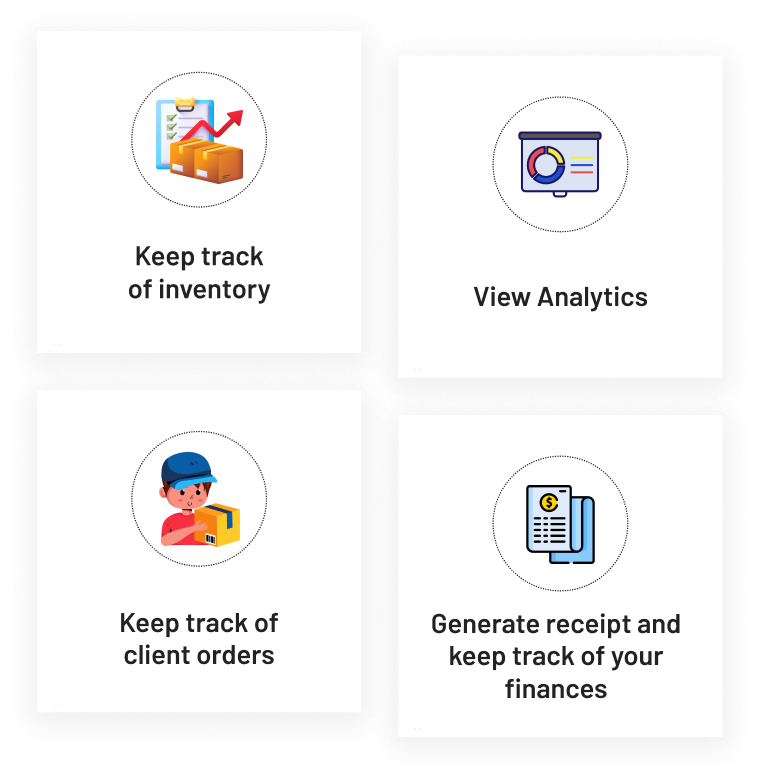 Keep track
of inventory
View Analytics
Keep track of
client orders
Generate receipt and
keep track of your
finances